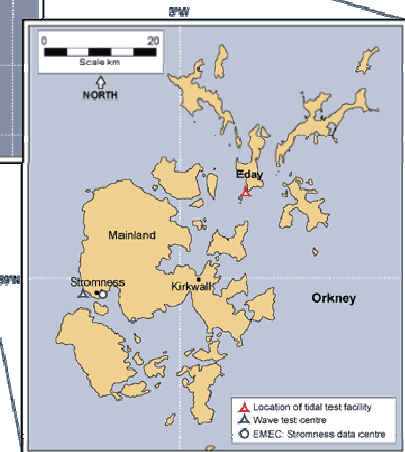 3°W
0 20
Scale km
NORTH
Eday
Mainland
Stromness
59°N
Kirkwall
Orkney
Location of tidal test facility
Wave test centre
EMEC: Stromness data centre